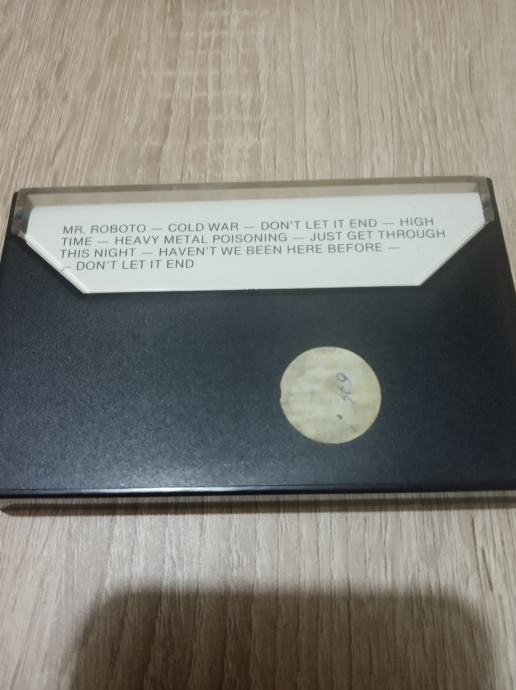 MR. ROBOTO — COLD WAR — DON'T LET IT END — HIGH
TIME — HEAVY METAL POISONING — JUST GET THROUGH
THIS NIGHT — HAVEN'T WE BEEN HERE BEFORE —
– DON'T LET IT END